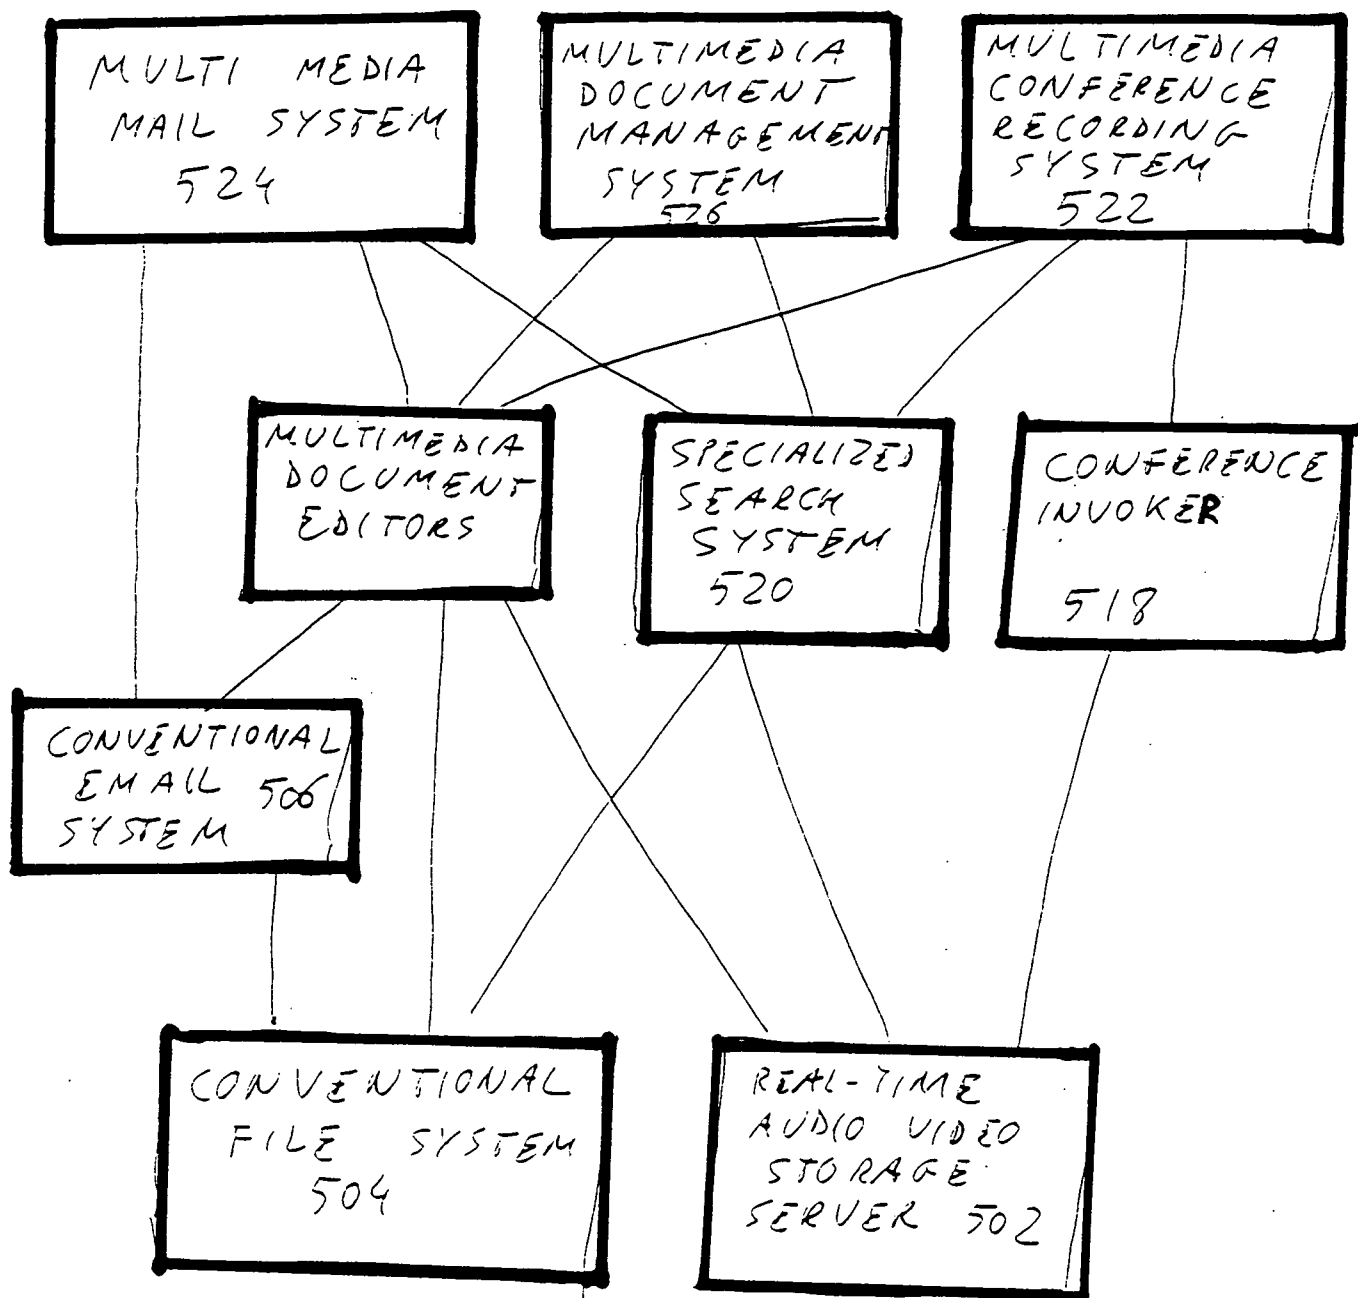 MULTI MEDIA
MAIL SYSTEM
524
MULTIMEDIA
DOCUMENT
MANAGEMENT
SYSTEM
526
MULTIMEDIA
CONFERENCE
RECORDING
SYSTEM
522
MULTIMEDIA
DOCUMENT
EDITORS
SPECIALIZED
SEARCH
SYSTEM
520
CONFERENCE
INVOKER
518
CONVENTIONAL
EMAIL 506
SYSTEM
CONVENTIONAL
FILE SYSTEM
504
REAL-TIME
AUDIO VIDEO
STORAGE
SERVER 502